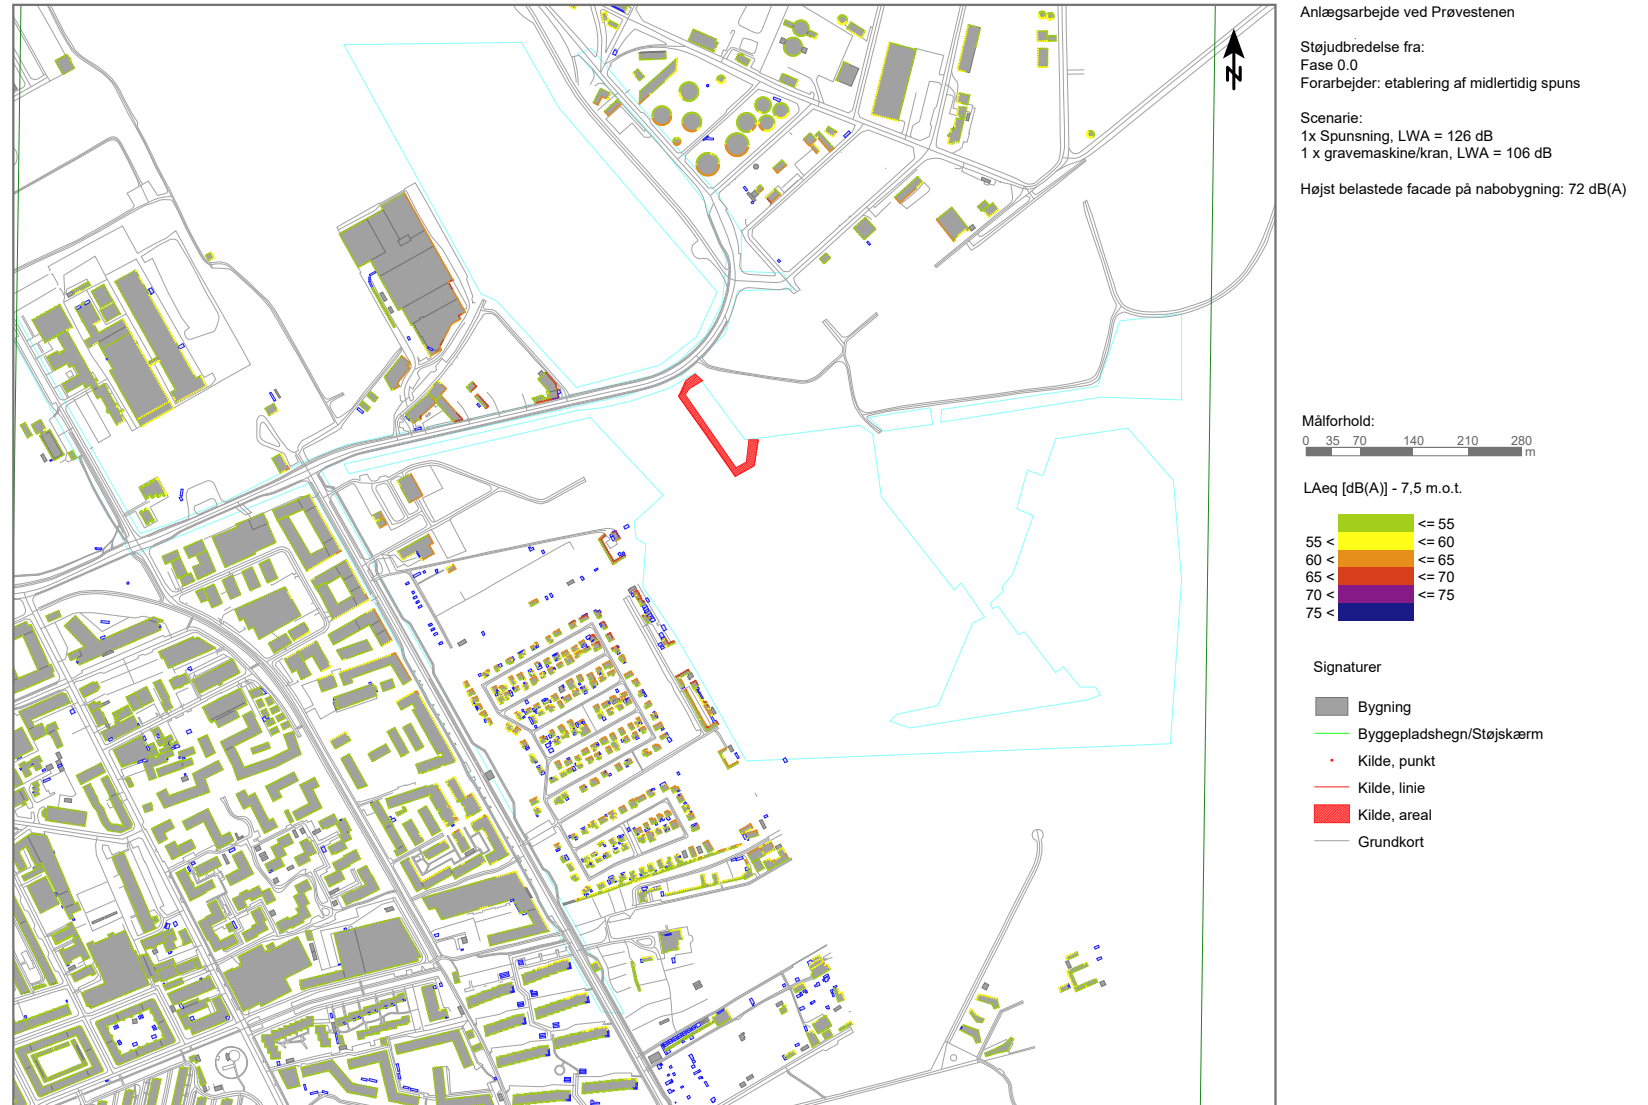 Anlægsarbejde ved Prøvestenen
Støjudbredelse fra:
Fase 0.0
Forarbejder: etablering af midlertidig spuns
Scenarie:
1x Spunsning, LWA = 126 dB
1 x gravemaskine/kran, LWA = 106 dB
Højst belastede facade på nabobygning: 72 dB(A)
N
Målforhold:
0 35 70 140 210 280
m
LAeq [dB(A)] - 7,5 m.o.t.
<= 55
55 < <= 60
60 < <= 65
65 < <= 70
70 < <= 75
75 <
Signaturer
Bygning
Byggepladshegn/Støjskærm
Kilde, punkt
Kilde, linie
Kilde, areal
Grundkort